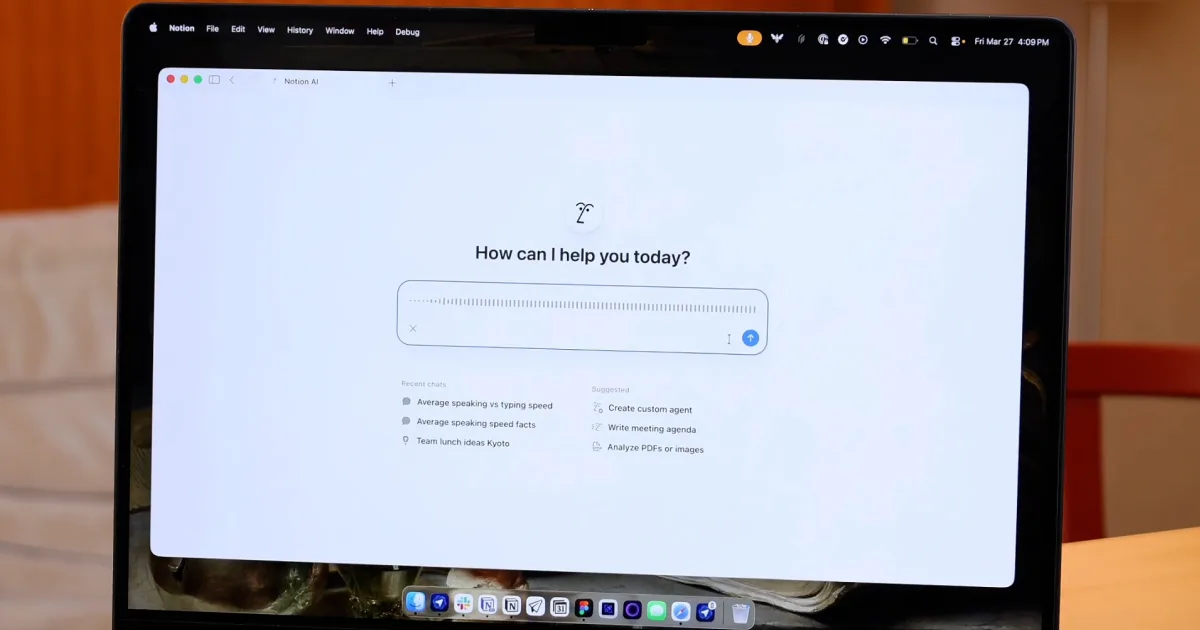 Notion File Edit View History Window Help Debug
Fri Mar 27 4:09 PM
Notion AI
How can I help you today?
Recent chats
Average speaking vs typing speed
Average speaking speed facts
Team lunch ideas Kyoto
Suggested
Create custom agent
Write meeting agenda
Analyze PDFs or images
31